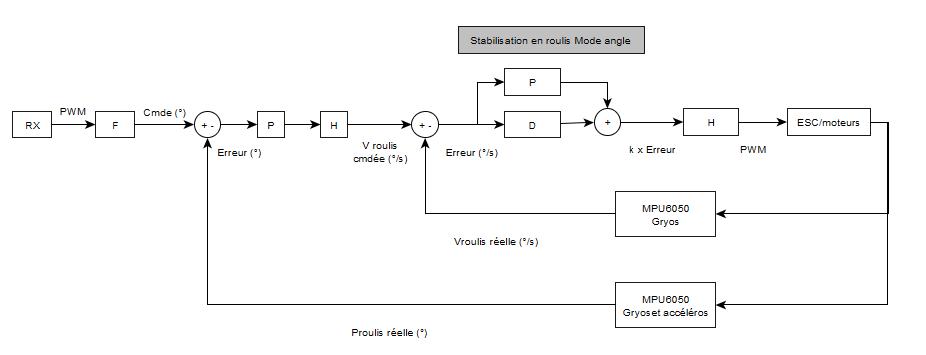 Stabilisation en roulis Mode angle
P
PWM
Cmde (°)
RX
F
+ -
P
H
+ -
D
+
H
ESC/moteurs
Erreur (°)
V roulis
cmdée (°/s)
Erreur (°/s)
k x Erreur
PWM
MPU6050
Gryos
Vroulis réelle (°/s)
MPU6050
Gryoset accéléros
Proulis réelle (°)